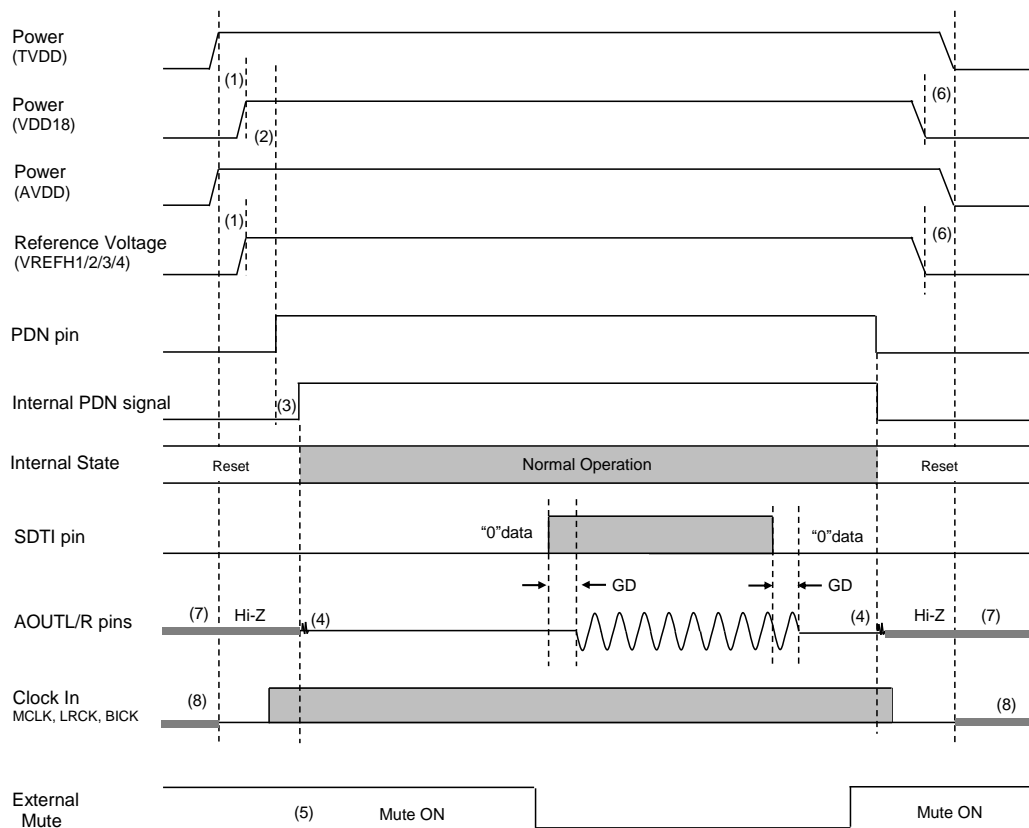 Power
(TVDD)
(1)
(6)
Power
(VDD18)
(2)
Power
(AVDD)
(1)
(6)
Reference Voltage
(VREFH1/2/3/4)
PDN pin
Internal PDN signal
(3)
Internal State
Reset
Normal Operation
Reset
SDTI pin
“0”data
“0”data
GD
GD
AOUTL/R pins
(7)
Hi-Z
(4)
(4)
Hi-Z
(7)
Clock In
MCLK, LRCK, BICK
(8)
(8)
External
Mute
(5)
Mute ON
Mute ON